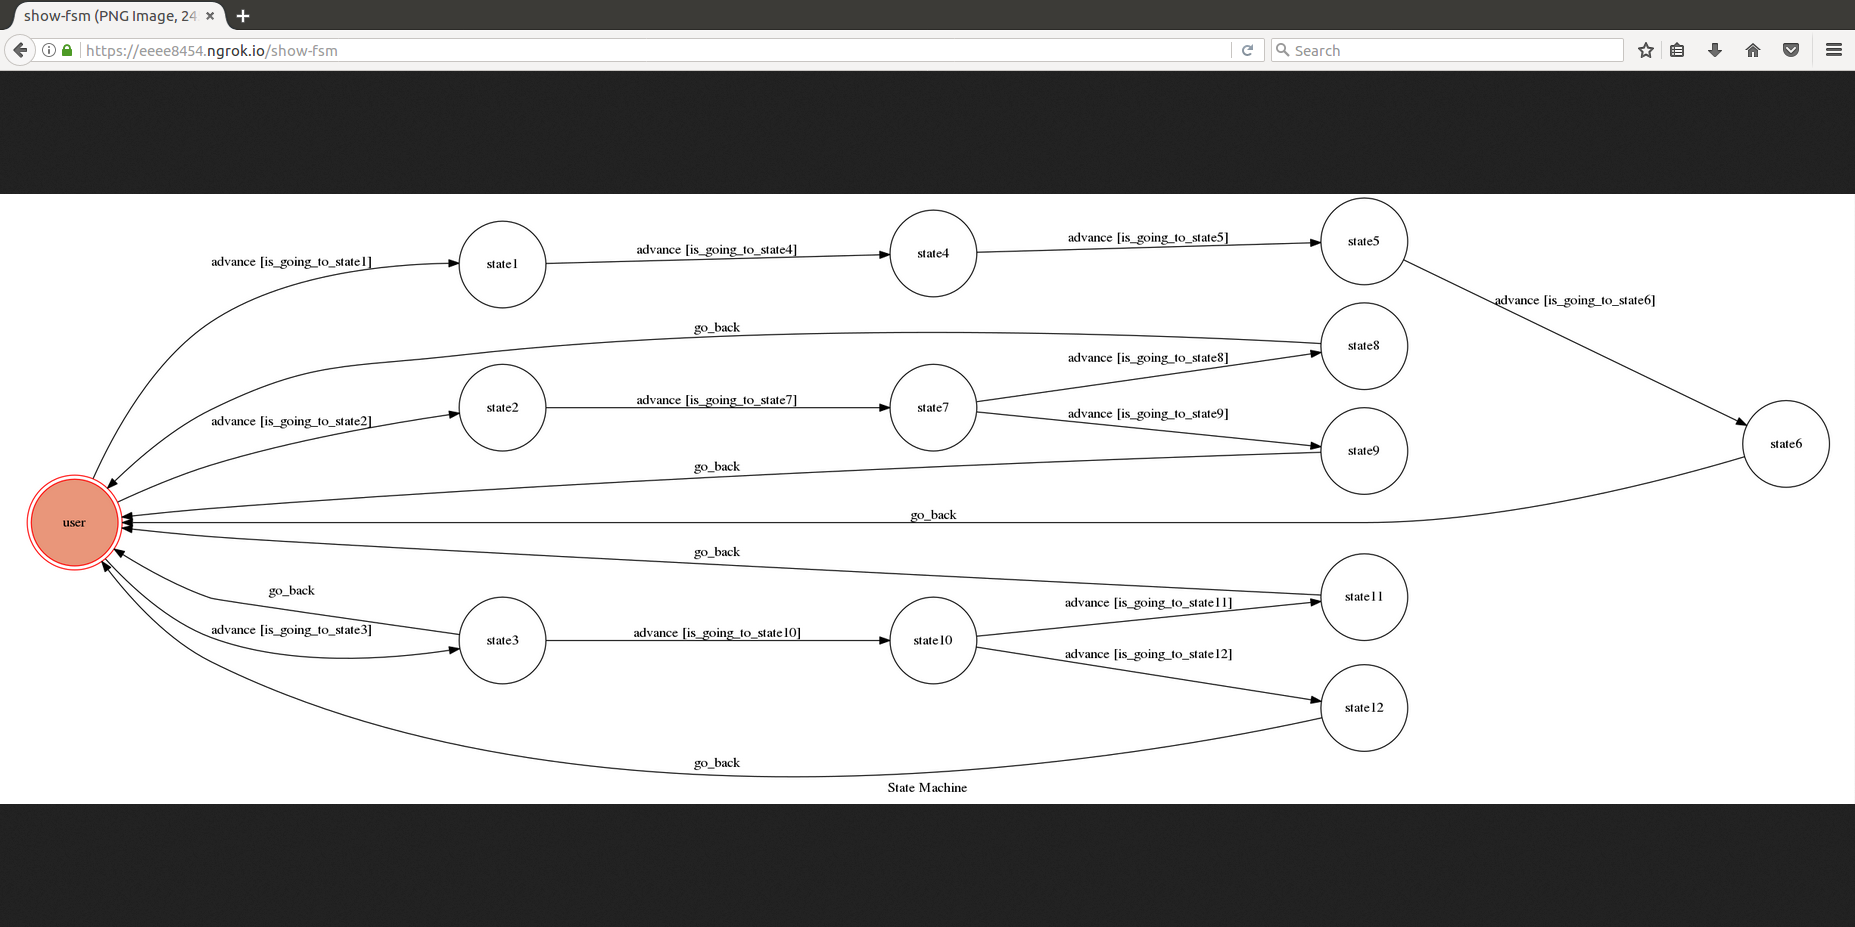 show-fsm (PNG Image, 24
https://eeee8454.ngrok.io/show-fsm
Search
state5
advance [is_going_to_state5]
advance [is_going_to_state4]
state4
advance [is_going_to_state1]
state1
advance [is_going_to_state6]
go_back
state8
advance [is_going_to_state8]
advance [is_going_to_state7]
state2
state7
advance [is_going_to_state9]
advance [is_going_to_state2]
state6
state9
go_back
go_back
user
go_back
go_back
state11
advance [is_going_to_state11]
advance [is_going_to_state3]
advance [is_going_to_state10]
state3
state10
advance [is_going_to_state12]
state12
go_back
State Machine